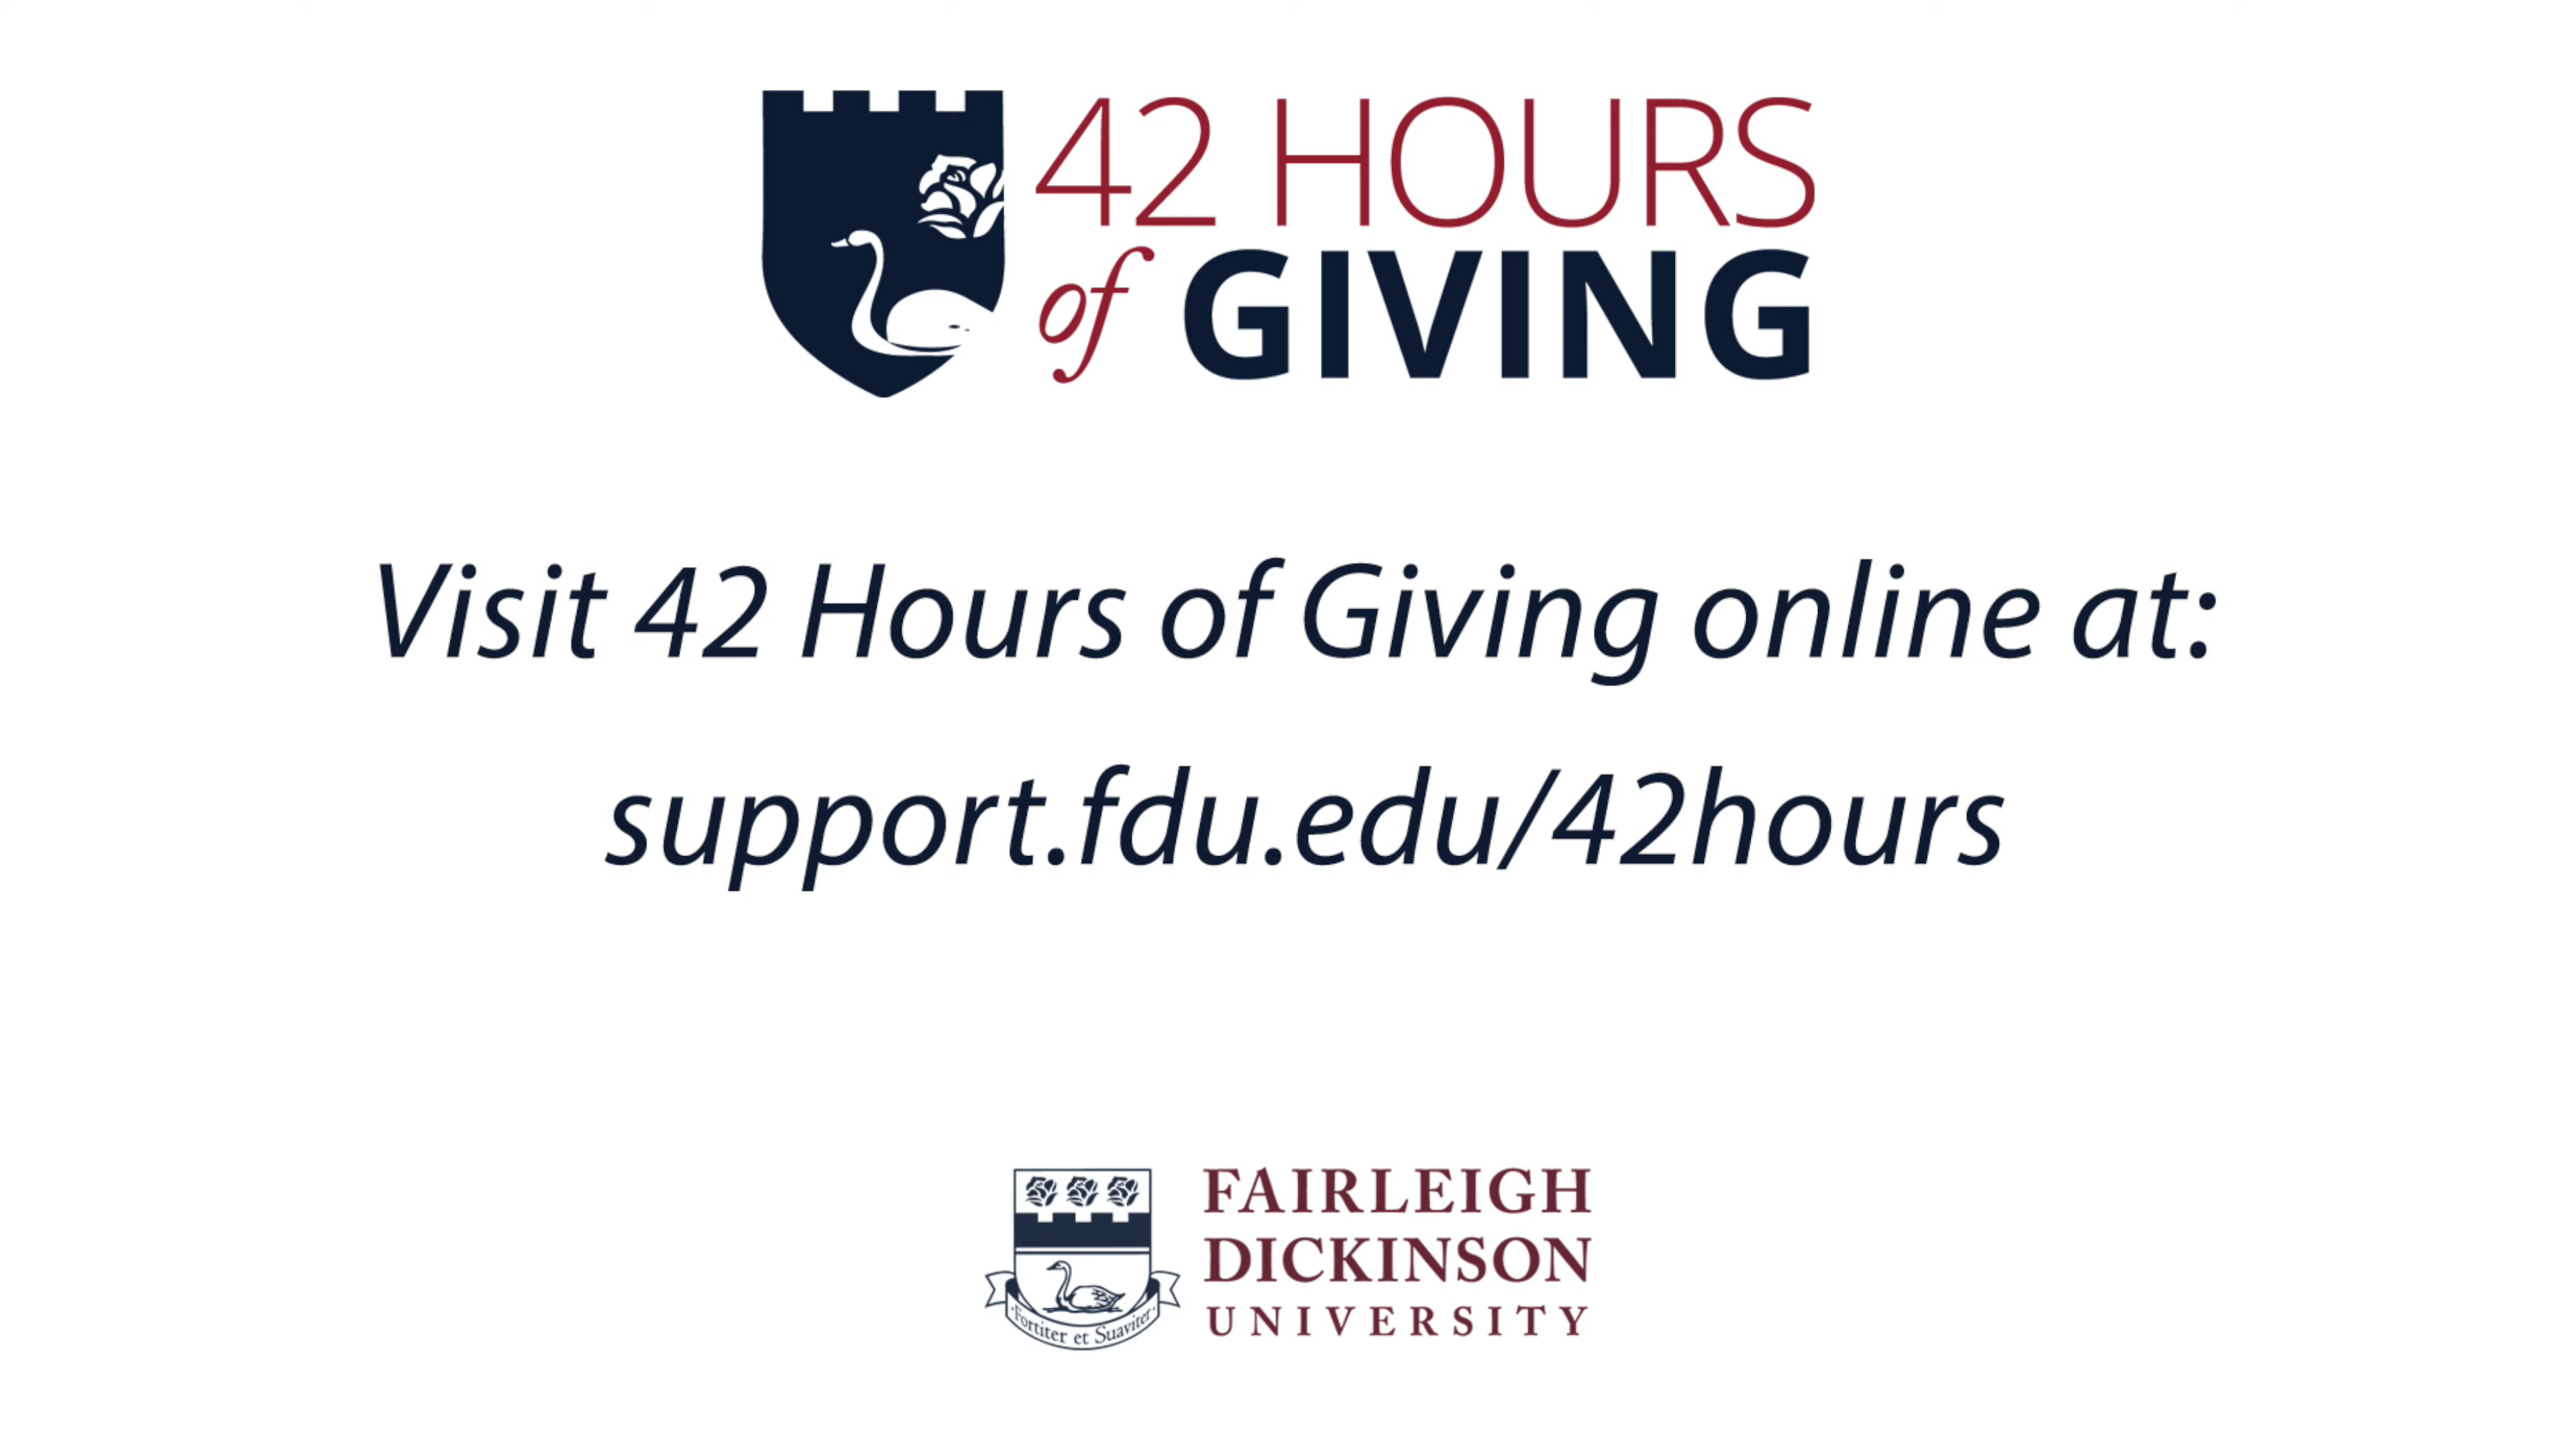 42 HOURS
of GIVING
Visit 42 Hours of Giving online at:
support.fdu.edu/42hours
FAIRLEIGH
DICKINSON
UNIVERSITY
Fortiter et Suaviter